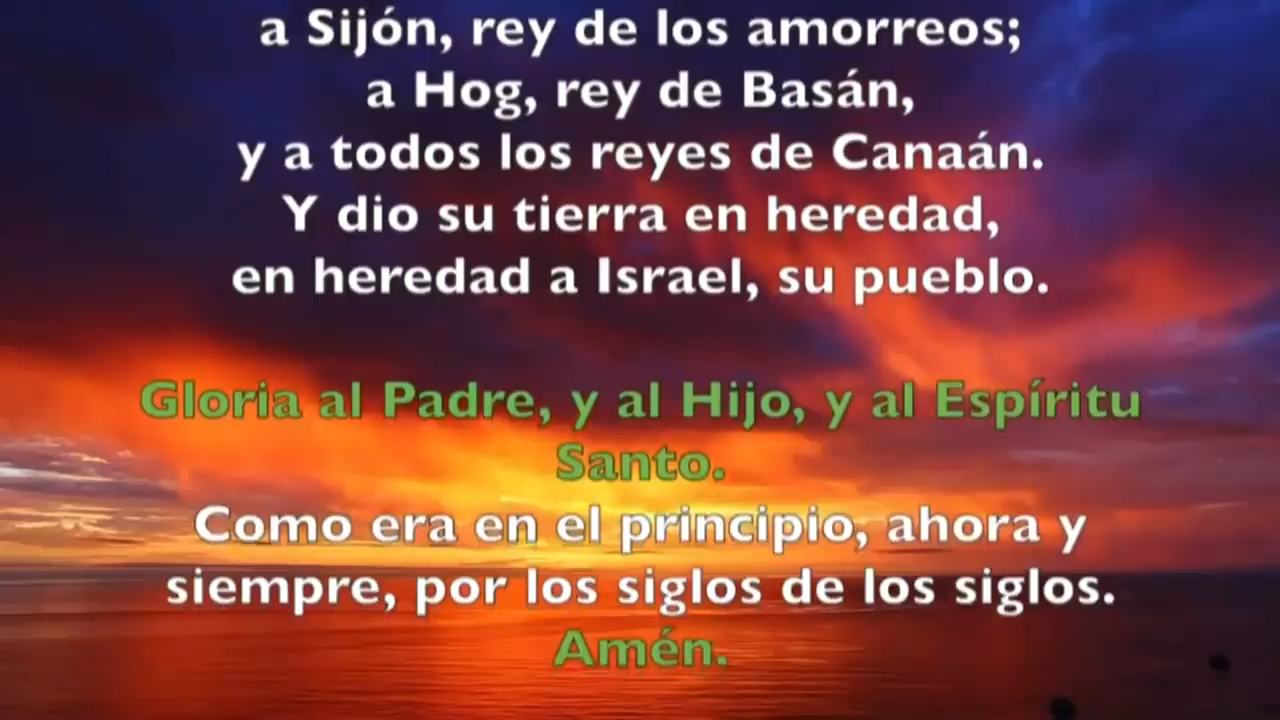 a Sijón, rey de los amorreos;
a Hog, rey de Basán,
y a todos los reyes de Canaán.
Y dio su tierra en heredad,
en heredad a Israel, su pueblo.
Gloria al Padre, y al Hijo, y al Espíritu
Santo.
Como era en el principio, ahora y
siempre, por los siglos de los siglos.
Amén.